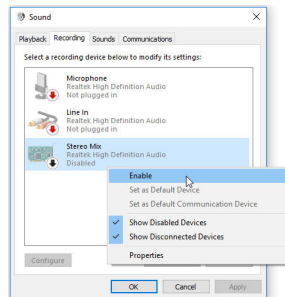 Sound
Playback Recording Sounds Communications
Select a recording device below to modify its settings:
Microphone
Realtek High Definition Audio
Not plugged in
Line In
Realtek High Definition Audio
Not plugged in
Stereo Mix
Realtek High Definition Audio
Disabled
Enable
Set as Default Device
Set as Default Communication Device
Show Disabled Devices
Show Disconnected Devices
Properties
Configure
OK Cancel Apply